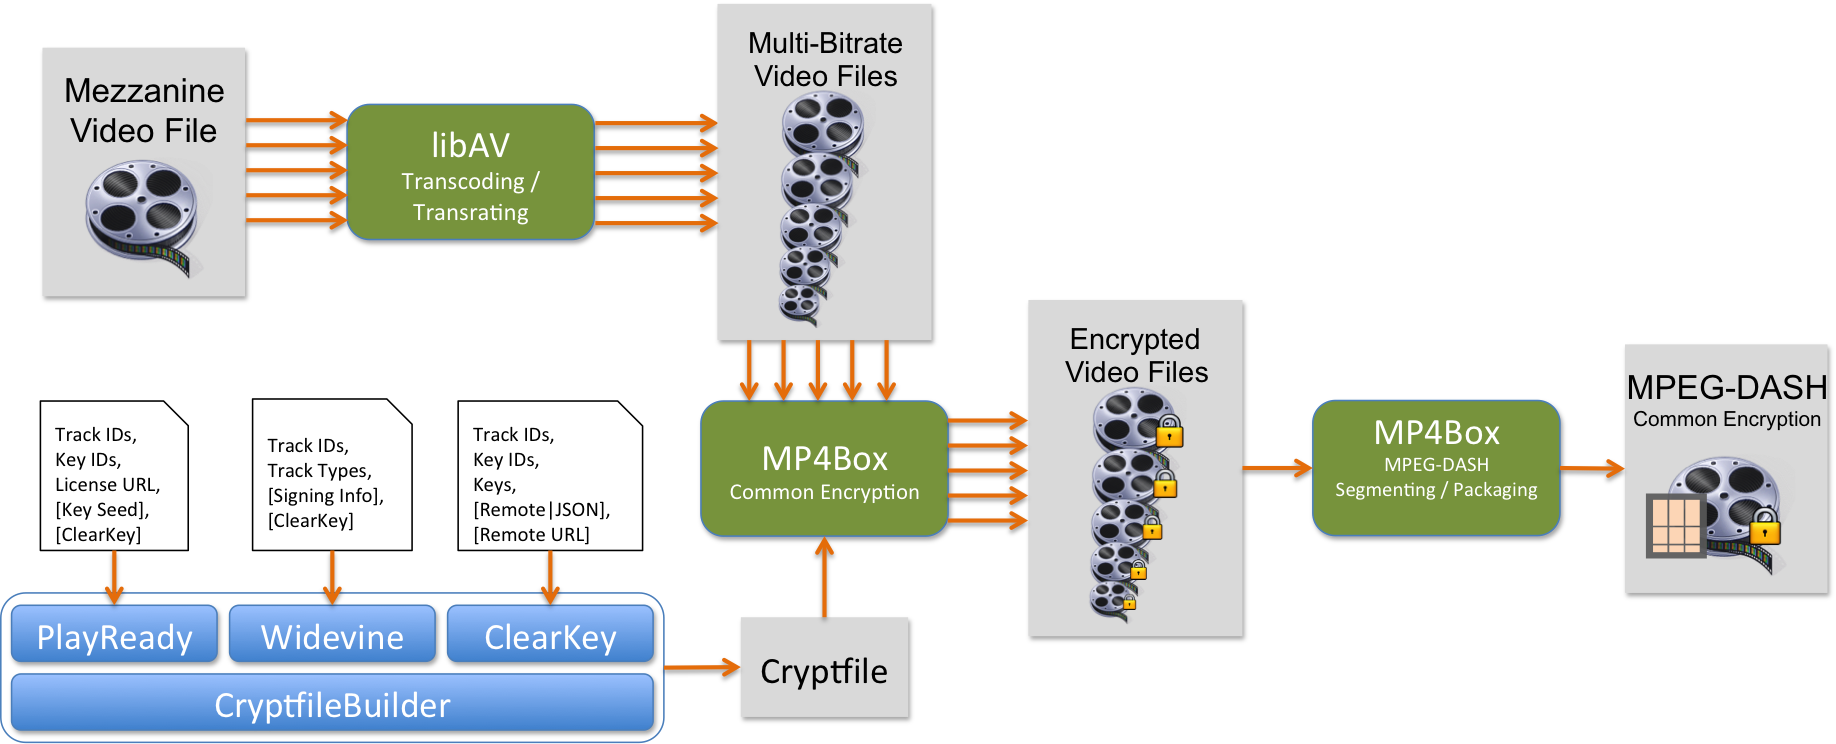 Mezzanine
Video File
libAV
Transcoding /
Transrating
Multi-Bitrate
Video Files
Encrypted
Video Files
MPEG-DASH
Common Encryption
MP4Box
Common Encryption
MP4Box
MPEG-DASH
Segmenting / Packaging
Track IDs,
Key IDs,
License URL,
[Key Seed],
[ClearKey]
Track IDs,
Track Types,
[Signing Info],
[ClearKey]
Track IDs,
Key IDs,
Keys,
[Remote|JSON],
[Remote URL]
PlayReady
Widevine
ClearKey
CryptfileBuilder
Cryptfile